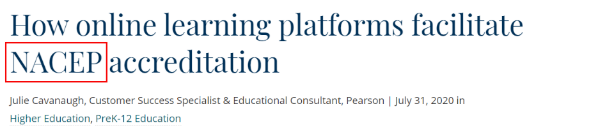 How online learning platforms facilitate
NACEP accreditation
Julie Cavanaugh, Customer Success Specialist & Educational Consultant, Pearson | July 31, 2020 in
Higher Education, PreK-12 Education